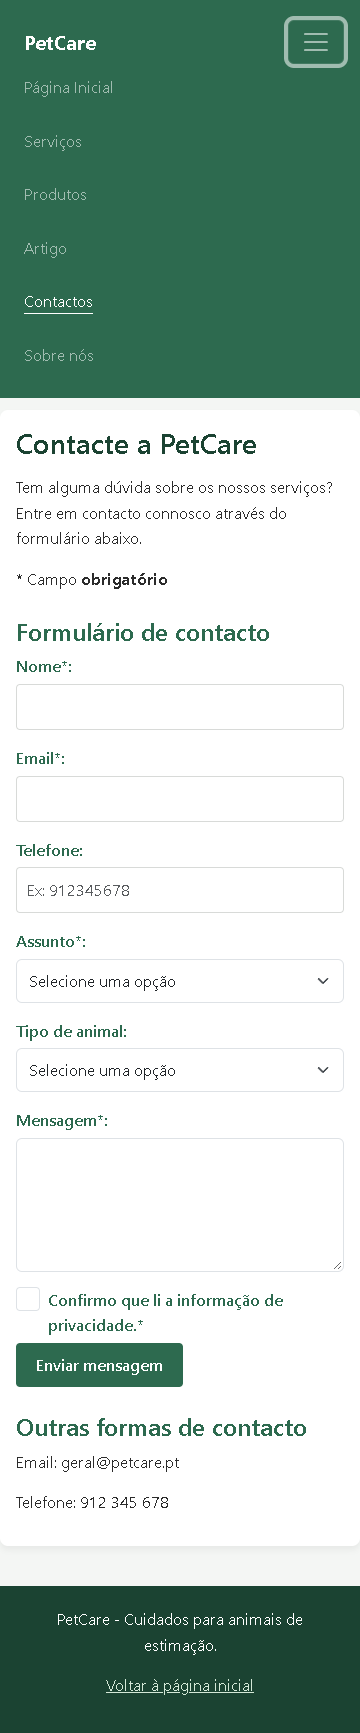 PetCare
Página Inicial
Serviços
Produtos
Artigo
Contactos
Sobre nós
Contacte a PetCare
Tem alguma dúvida sobre os nossos serviços?
Entre em contacto connosco através do
formulário abaixo.
* Campo obrigatório
Formulário de contacto
Nome*:
Email*:
Telefone:
Ex: 912345678
Assunto*:
Selecione uma opção
Tipo de animal:
Selecione uma opção
Mensagem*:
Confirmo que li a informação de
privacidade.*
Enviar mensagem
Outras formas de contacto
Email: geral@petcare.pt
Telefone: 912 345 678
PetCare - Cuidados para animais de
estimação.
Voltar à página inicial